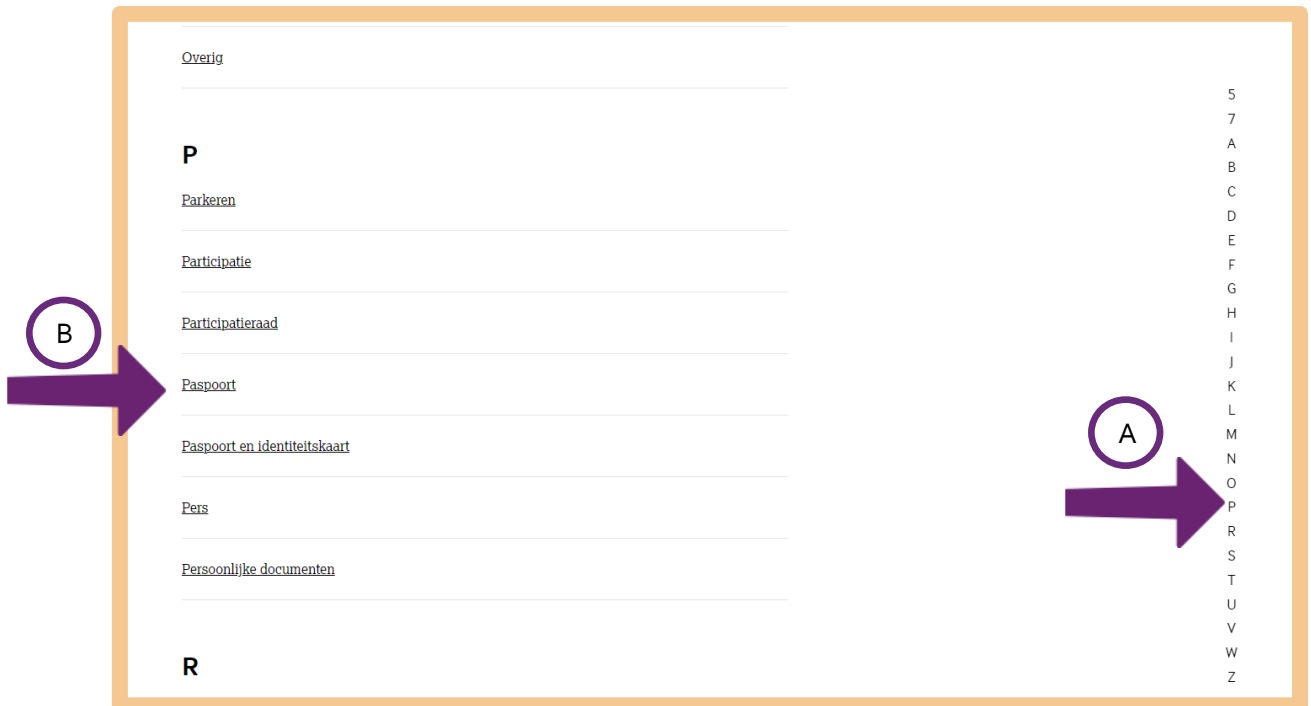 Overig
P
Parkeren
Participatie
Participatieraad
B
Paspoort
Paspoort en identiteitskaart
Pers
Persoonlijke documenten
R
A
5
7
A
B
C
D
E
F
G
H
I
J
K
L
M
N
O
P
R
S
T
U
V
W
Z